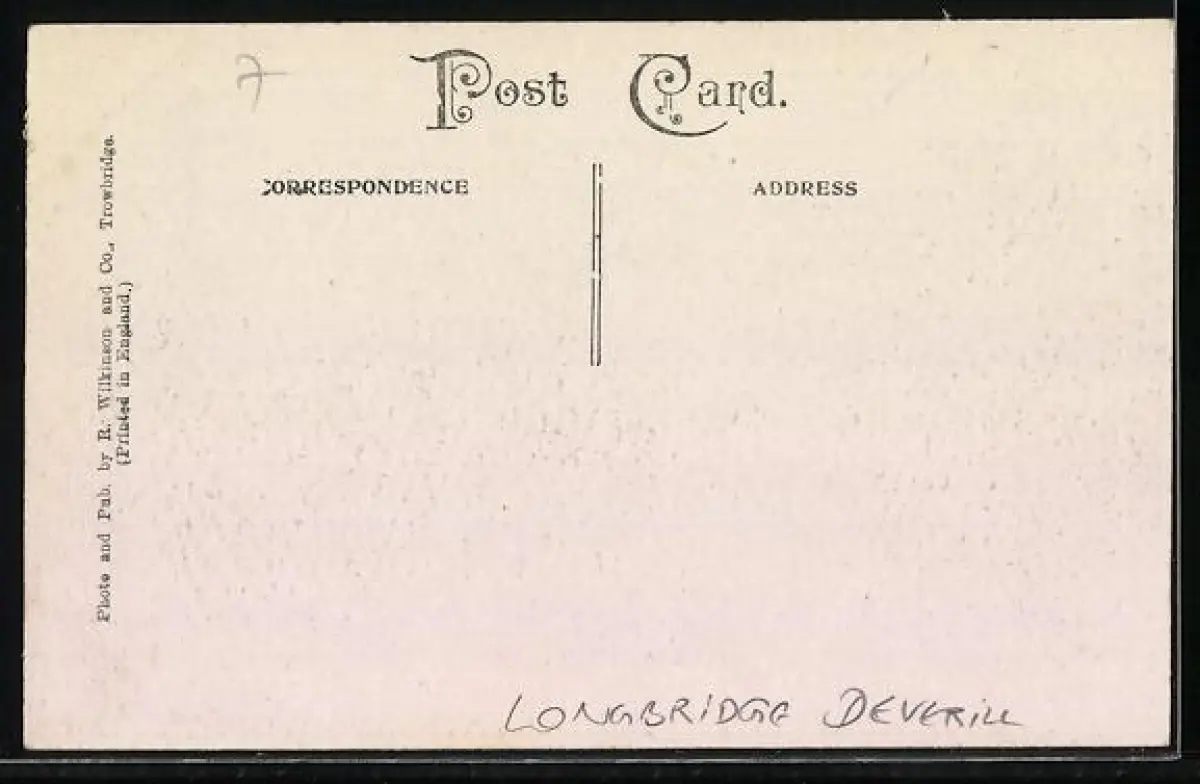 7
Post Card.
CORRESPONDENCE
ADDRESS
Photo and Pub. by R. Wilkinson and Co., Trowbridge.
(Printed in England.)
LONGBRIDGE DEVERILL